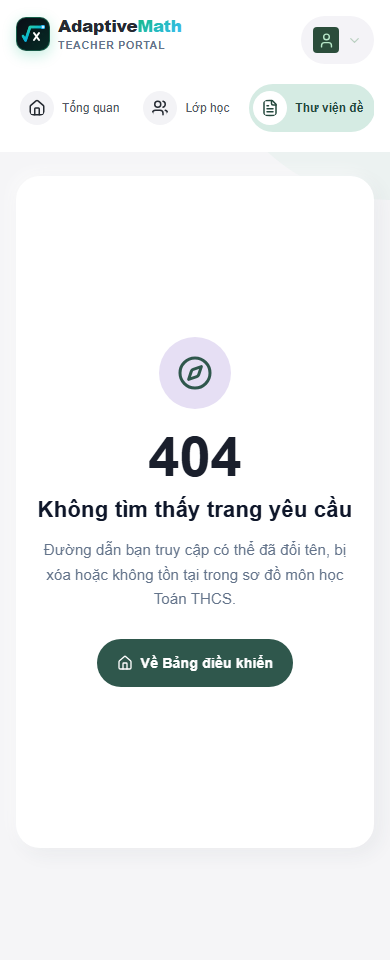 AdaptiveMath
TEACHER PORTAL
Tổng quan
Lớp học
Thư viện đề
404
Không tìm thấy trang yêu cầu
Đường dẫn bạn truy cập có thể đã đổi tên, bị
xóa hoặc không tồn tại trong sơ đồ môn học
Toán THCS.
Về Bảng điều khiển